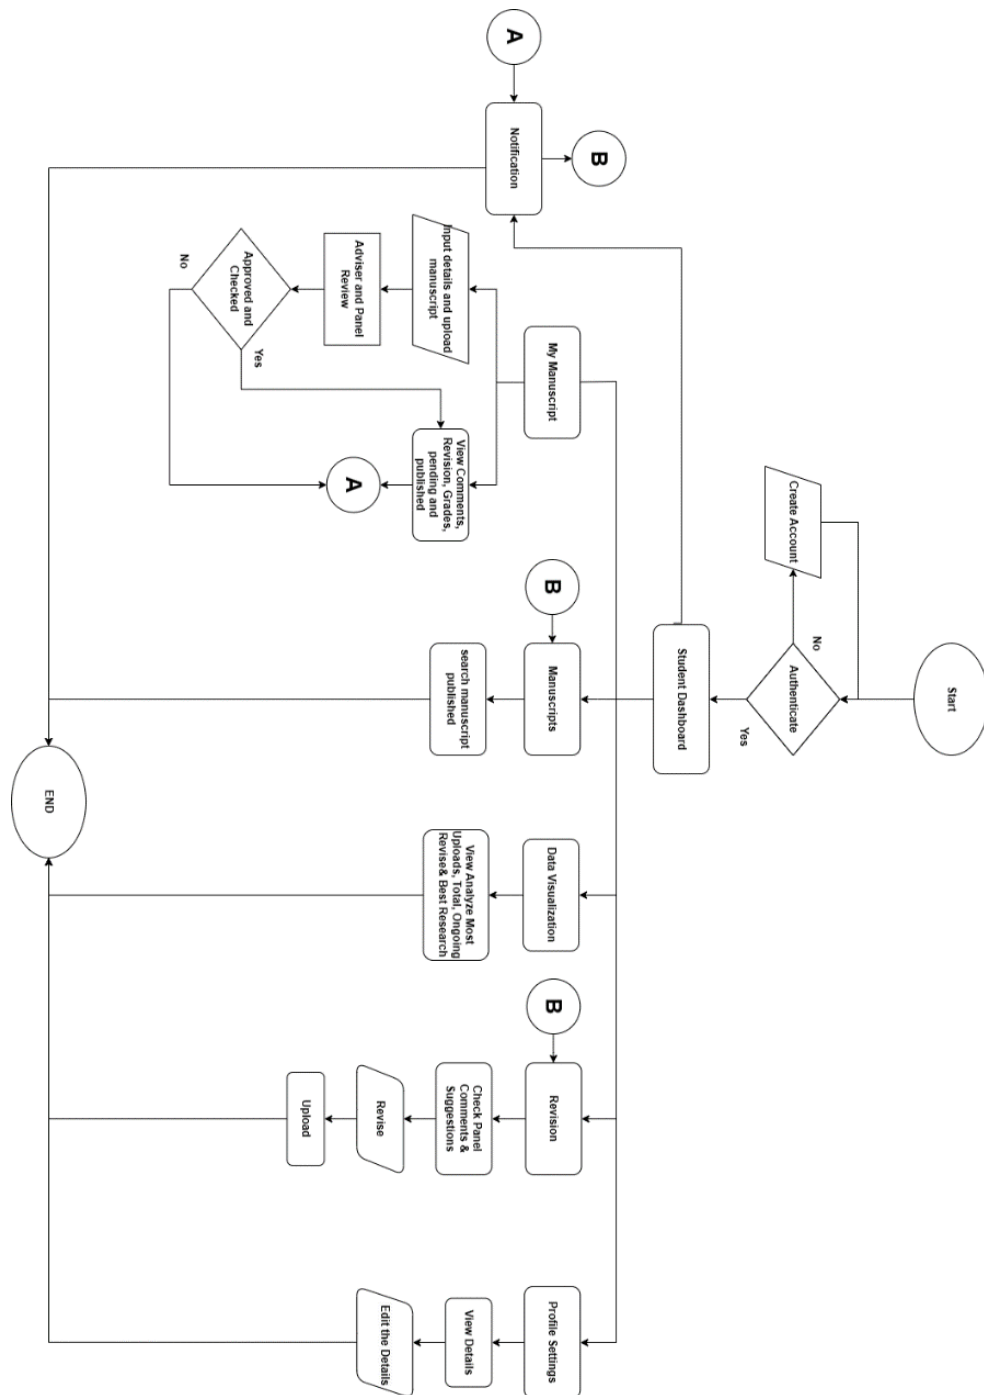 Start
Authenticate
No
Yes
Create Account
Student Dashboard
A
Notification
B
My Manuscript
Input details and upload
manuscript
Adviser and Panel
Review
Approved and
Checked
No
Yes
View Comments,
Revision, Grades,
pending and
published
A
B
Manuscripts
search manuscript
published
Data Visualization
View Analyze Most
Uploads, Total, Ongoing
Revise& Best Research
B
Revision
Check Panel
Comments &
Suggestions
Revise
Upload
Profile Settings
View Details
Edit the Details
END